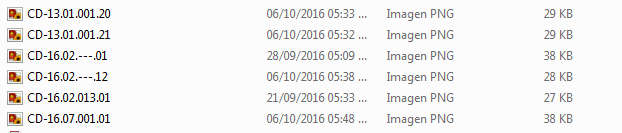 CD-13.01.001.20 06/10/2016 05:33 ... Imagen PNG 29 KB
CD-13.01.001.21 06/10/2016 05:32 ... Imagen PNG 29 KB
CD-16.02.---.01 28/09/2016 05:09 ... Imagen PNG 38 KB
CD-16.02.---.12 06/10/2016 05:38 ... Imagen PNG 28 KB
CD-16.02.013.01 21/09/2016 05:33 ... Imagen PNG 27 KB
CD-16.07.001.01 06/10/2016 05:48 ... Imagen PNG 38 KB